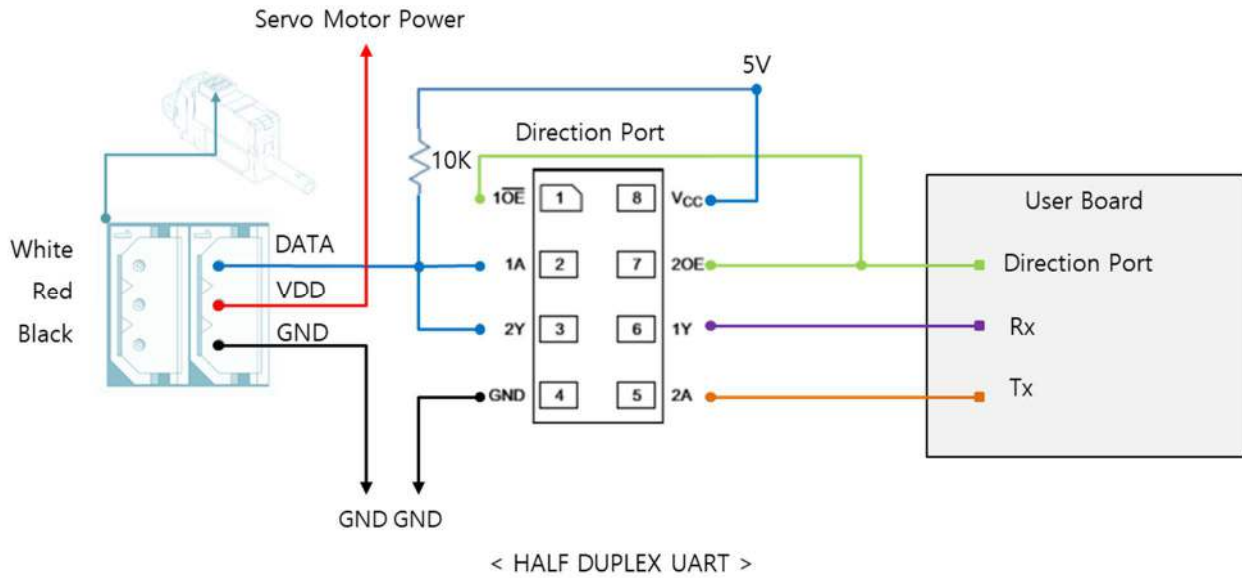 Servo Motor Power
5V
Direction Port
10K
1O̅E̅ 1 8 VCC
User Board
White DATA 1A 2 7 2OE Direction Port
Red VDD
Black GND 2Y 3 6 1Y Rx
GND 4 5 2A Tx
GND GND
< HALF DUPLEX UART >